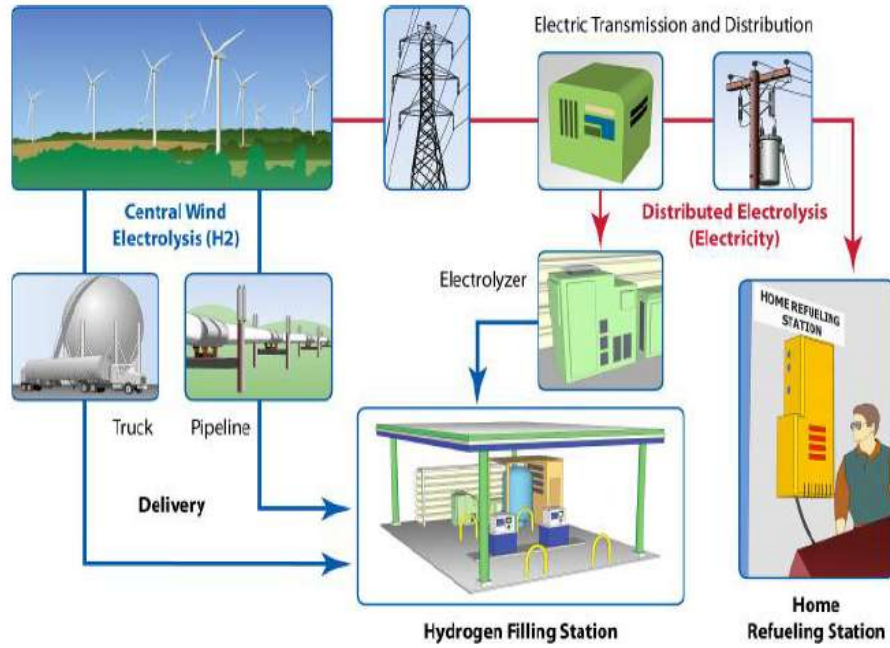 Electric Transmission and Distribution
Central Wind
Electrolysis (H2)
Distributed Electrolysis
(Electricity)
Electrolyzer
HOME REFUELING
STATION
Truck
Pipeline
Delivery
Hydrogen Filling Station
Home
Refueling Station